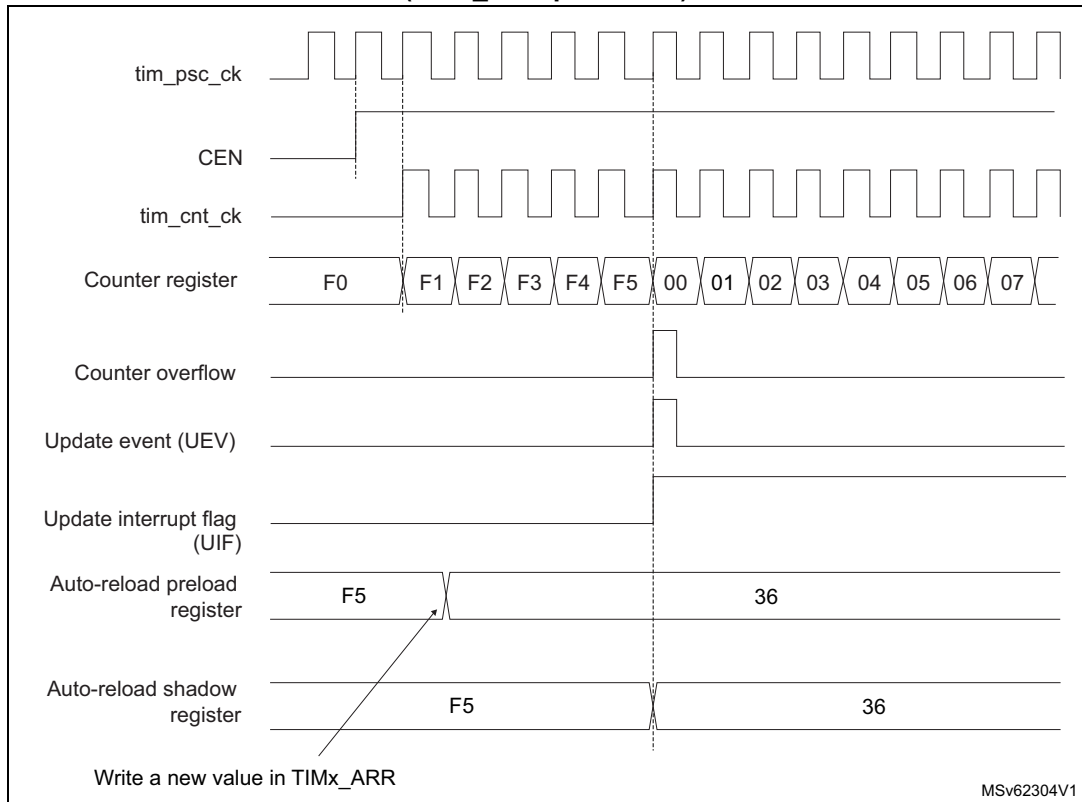 tim_psc_ck
CEN
tim_cnt_ck
Counter register F0 F1 F2 F3 F4 F5 00 01 02 03 04 05 06 07
Counter overflow
Update event (UEV)
Update interrupt flag
(UIF)
Auto-reload preload
register
F5 36
Auto-reload shadow
register
F5 36
Write a new value in TIMx_ARR
MSv62304V1